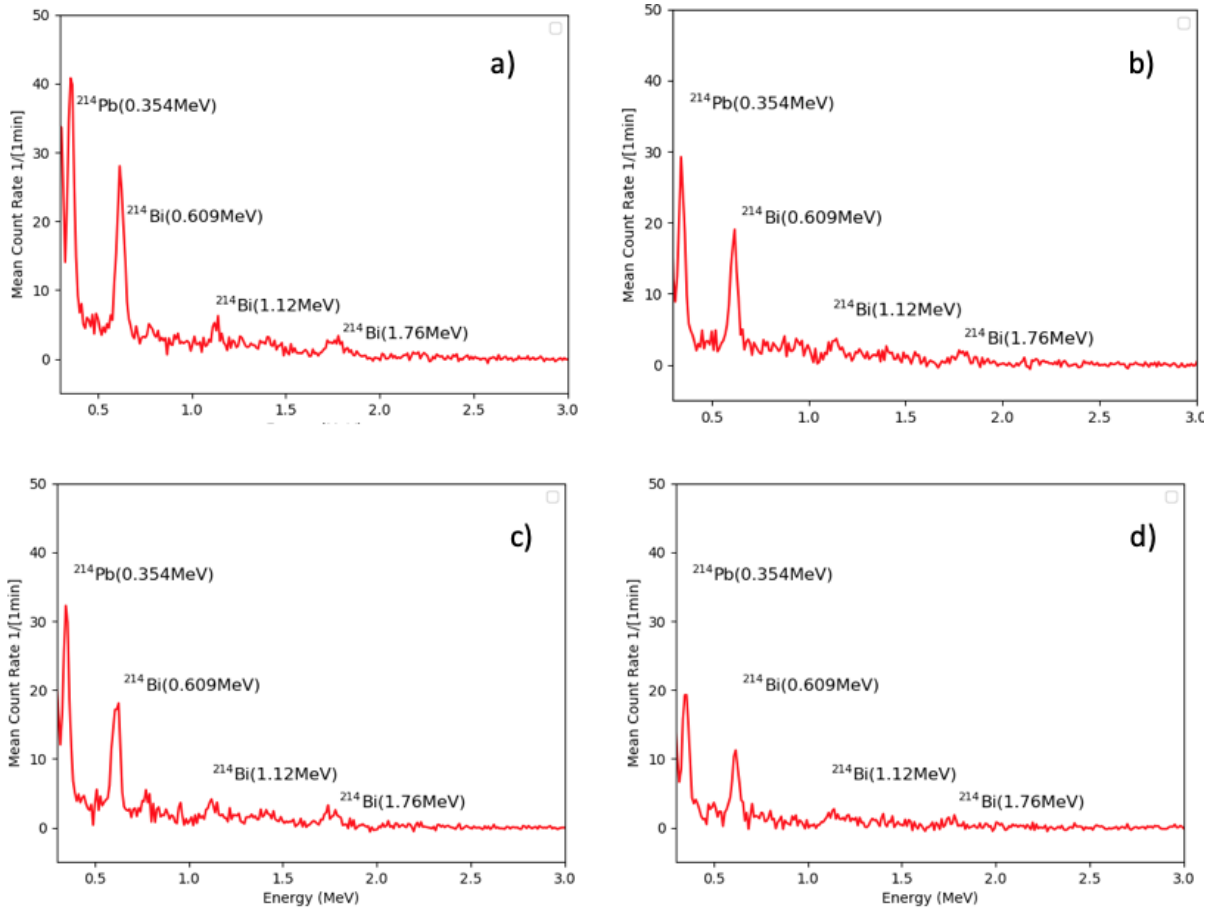 a)
50
40
30
20
10
0
Mean Count Rate 1/[1min]
²¹⁴Pb(0.354MeV)
²¹⁴Bi(0.609MeV)
²¹⁴Bi(1.12MeV)
²¹⁴Bi(1.76MeV)
0.5 1.0 1.5 2.0 2.5 3.0
b)
50
40
30
20
10
0
Mean Count Rate 1/[1min]
²¹⁴Pb(0.354MeV)
²¹⁴Bi(0.609MeV)
²¹⁴Bi(1.12MeV)
²¹⁴Bi(1.76MeV)
0.5 1.0 1.5 2.0 2.5 3.0
c)
50
40
30
20
10
0
Mean Count Rate 1/[1min]
²¹⁴Pb(0.354MeV)
²¹⁴Bi(0.609MeV)
²¹⁴Bi(1.12MeV)
²¹⁴Bi(1.76MeV)
0.5 1.0 1.5 2.0 2.5 3.0
Energy (MeV)
d)
50
40
30
20
10
0
Mean Count Rate 1/[1min]
²¹⁴Pb(0.354MeV)
²¹⁴Bi(0.609MeV)
²¹⁴Bi(1.12MeV)
²¹⁴Bi(1.76MeV)
0.5 1.0 1.5 2.0 2.5 3.0
Energy (MeV)